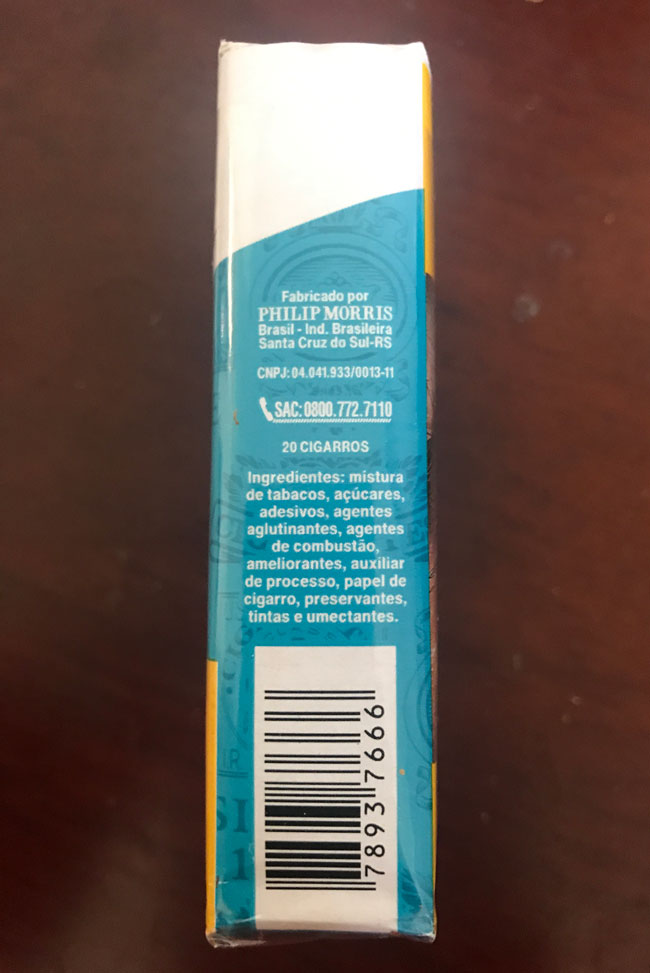 Fabricado por
PHILIP MORRIS
Brasil - Ind. Brasileira
Santa Cruz do Sul-RS
CNPJ: 04.041.933/0013-11
SAC: 0800.772.7110
20 CIGARROS
Ingredientes: mistura
de tabacos, açúcares,
adesivos, agentes
aglutinantes, agentes
de combustão,
ameliorantes, auxiliar
de processo, papel de
cigarro, preservantes,
tintas e umectantes.
7893 7666